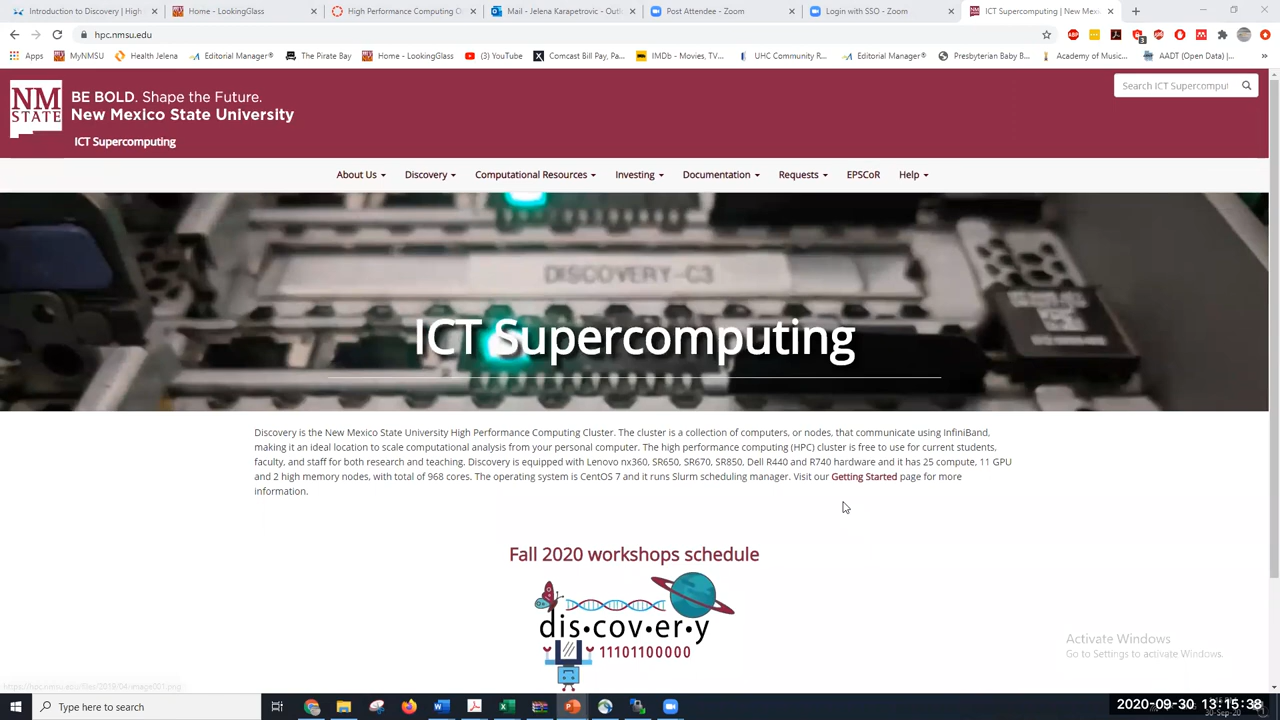 Introduction to Discovery | High
Home - LookingGlass
High Performance Computing O
Mail - Jelena Karapetrovic - Outl
Post Attendee - Zoom
Login with SSO - Zoom
ICT Supercomputing | New Mexi
hpc.nmsu.edu
Apps
MyNMSU
Health Jelena
Editorial Manager®
The Pirate Bay
Home - LookingGlass
(3) YouTube
Comcast Bill Pay, Pa...
IMDb - Movies, TV...
UHC Community R...
Editorial Manager®
Presbyterian Baby B...
Academy of Music...
AADT (Open Data) |...
NM
STATE
BE BOLD. Shape the Future.
New Mexico State University
ICT Supercomputing
Search ICT Supercomput
About Us
Discovery
Computational Resources
Investing
Documentation
Requests
EPSCoR
Help
DISCOVERY-C3
ICT Supercomputing
Discovery is the New Mexico State University High Performance Computing Cluster. The cluster is a collection of computers, or nodes, that communicate using InfiniBand,
making it an ideal location to scale computational analysis from your personal computer. The high performance computing (HPC) cluster is free to use for current students,
faculty, and staff for both research and teaching. Discovery is equipped with Lenovo nx360, SR650, SR670, SR850, Dell R440 and R740 hardware and it has 25 compute, 11 GPU
and 2 high memory nodes, with total of 968 cores. The operating system is CentOS 7 and it runs Slurm scheduling manager. Visit our Getting Started page for more
information.
Fall 2020 workshops schedule
dis•cov•er•y
11101100000
Activate Windows
Go to Settings to activate Windows.
Type here to search
2020-09-30 13:15:38
30-Sep-20